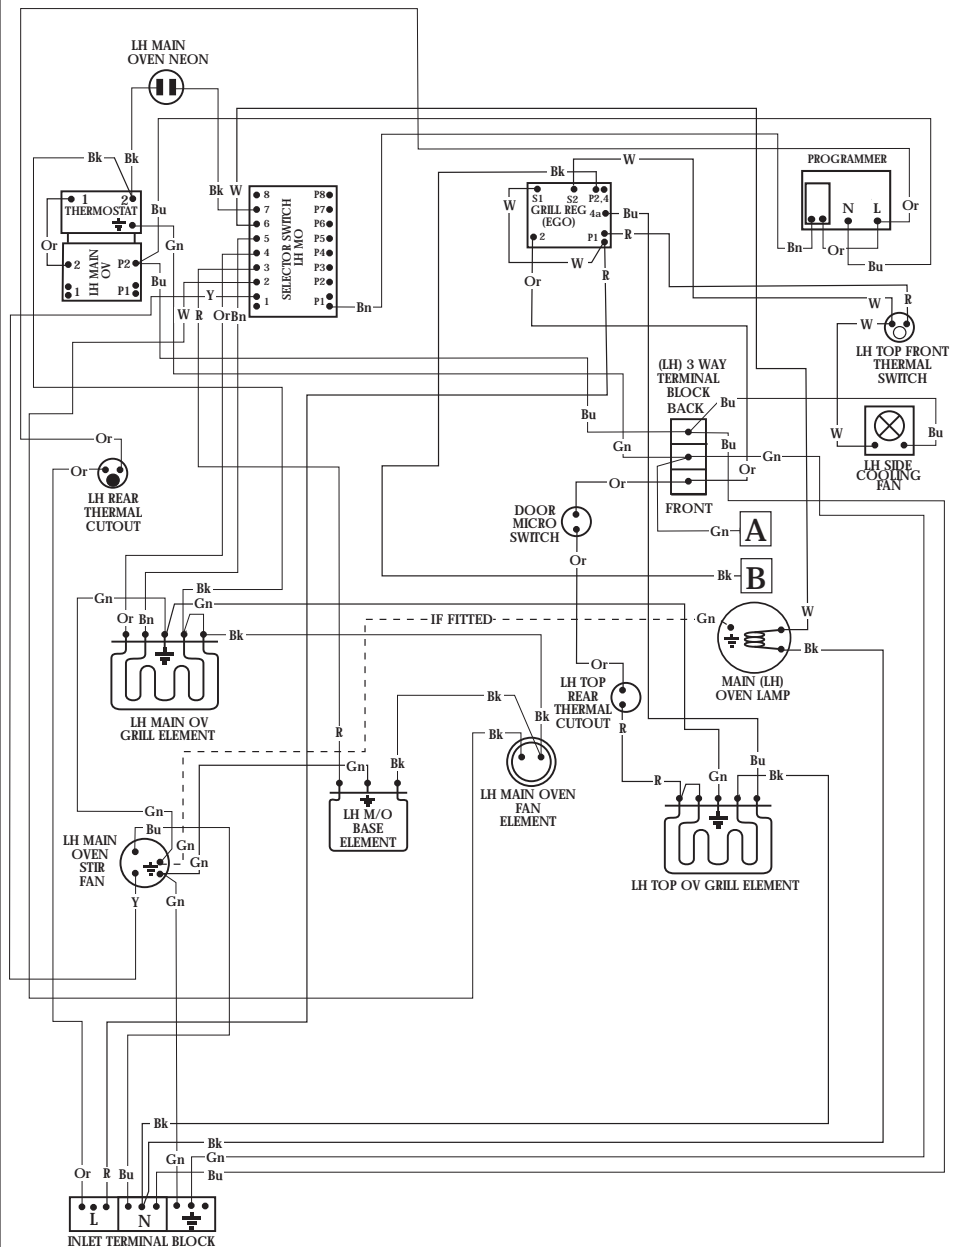 LH MAIN
OVEN NEON
Bk
Bk
Bu
Bk
W
1
2
THERMOSTAT
Or
Gn
2
P2
1
P1
LH MAIN
OV
Bu
Y
W
R
Or
Bn
8
7
6
5
4
3
2
1
SELECTOR SWITCH
LH MO
P8
P7
P6
P5
P4
P3
P2
P1
Bn
Bk
W
S1
S2
P2,4
GRILL REG
(EGO)
4a
Bu
P1
R
2
W
W
Or
R
PROGRAMMER
N
L
Bn
Or
Bu
Or
W
R
W
LH TOP FRONT
THERMAL
SWITCH
(LH) 3 WAY
TERMINAL
BLOCK
BACK
Bu
Bu
Bu
Gn
Gn
Or
Or
FRONT
W
Bu
LH SIDE
COOLING
FAN
Or
Or
LH REAR
THERMAL
CUTOUT
DOOR
MICRO
SWITCH
Or
Gn
A
Bk
B
Gn
Bk
Gn
Or
Bn
Bk
LH MAIN OV
GRILL ELEMENT
IF FITTED
Gn
W
Bk
MAIN (LH)
OVEN LAMP
Or
LH TOP
REAR
THERMAL
CUTOUT
R
Bk
Bk
Bk
LH MAIN OVEN
FAN
ELEMENT
R
Gn
Bk
LH M/O
BASE
ELEMENT
R
Gn
Bu
Bk
LH TOP OV GRILL ELEMENT
Gn
Bu
Gn
Gn
LH MAIN
OVEN
STIR
FAN
Y
Gn
Bk
Bk
Gn
Gn
Bu
Or
R
Bu
L
N
INLET TERMINAL BLOCK